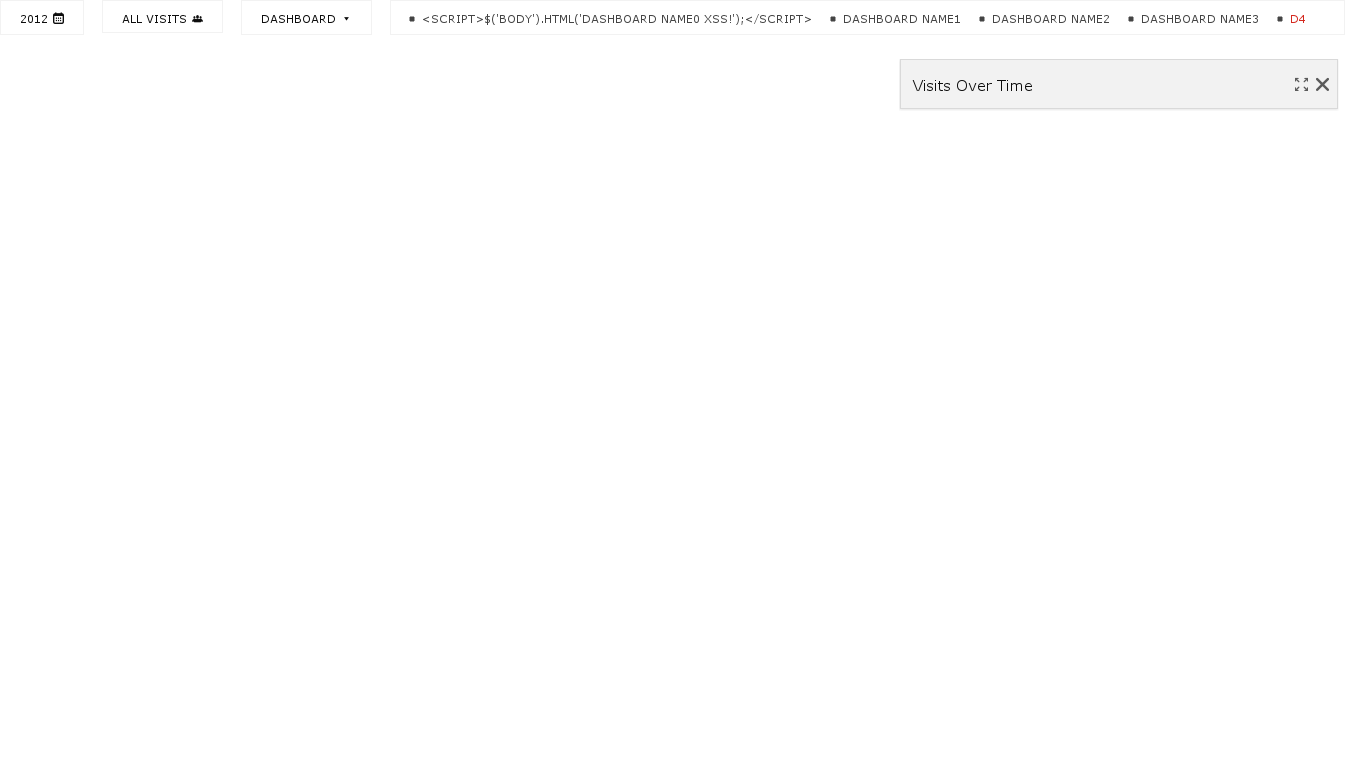 2012
ALL VISITS
DASHBOARD
<SCRIPT>$('BODY').HTML('DASHBOARD NAME0 XSS!');</SCRIPT>
DASHBOARD NAME1
DASHBOARD NAME2
DASHBOARD NAME3
D4
Visits Over Time